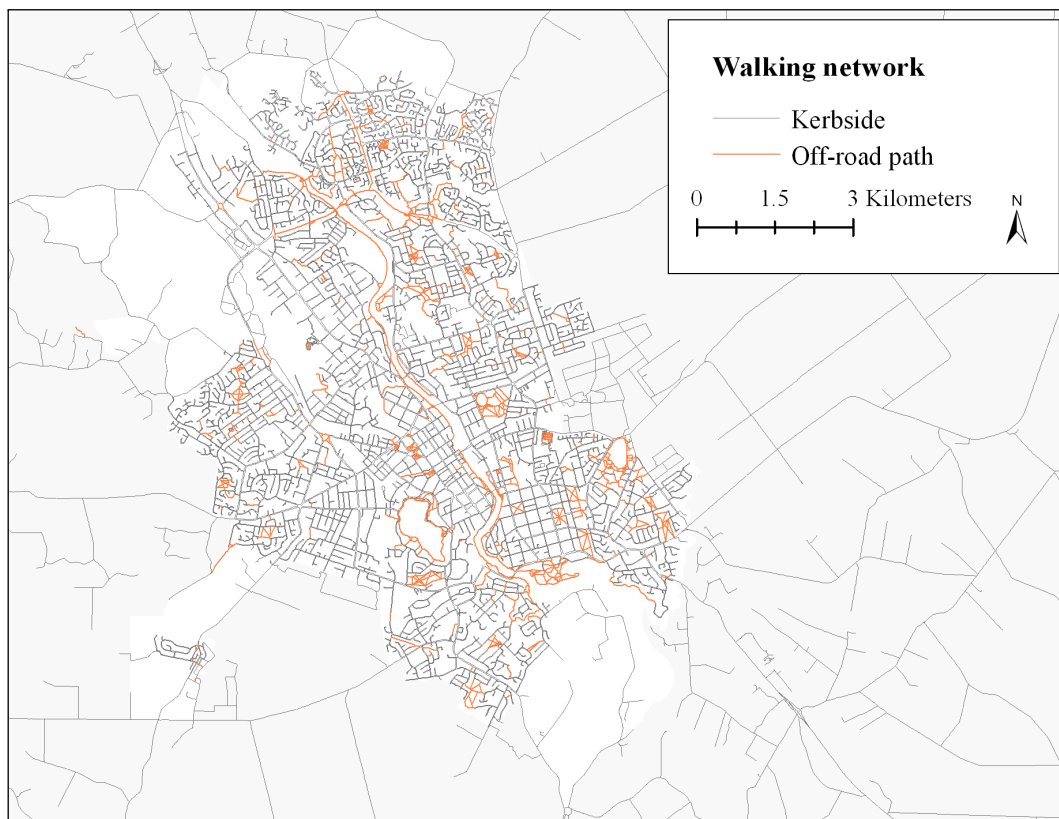 Walking network
Kerbside
Off-road path
0 1.5 3 Kilometers
N